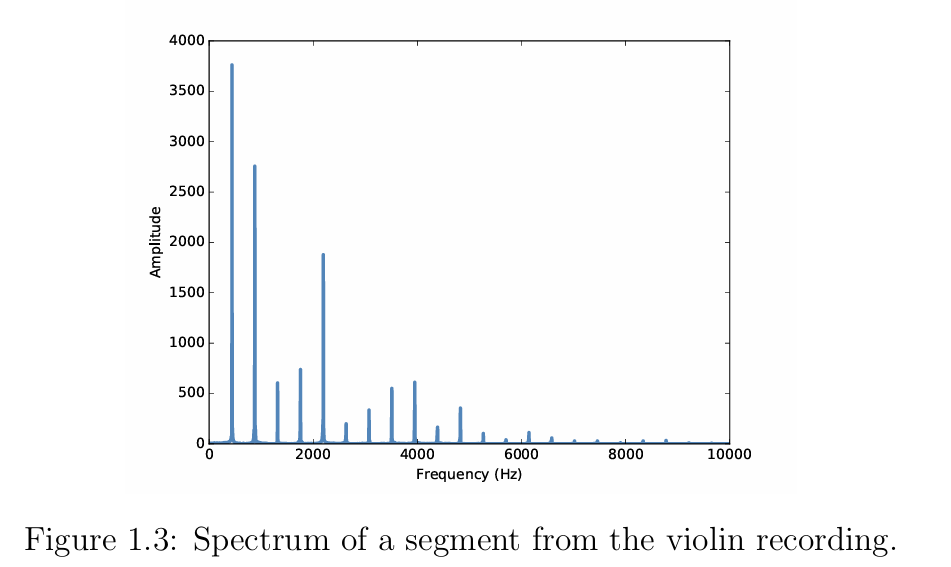 4000
3500
3000
2500
2000
1500
1000
500
0
Amplitude
0 2000 4000 6000 8000 10000
Frequency (Hz)
Figure 1.3: Spectrum of a segment from the violin recording.